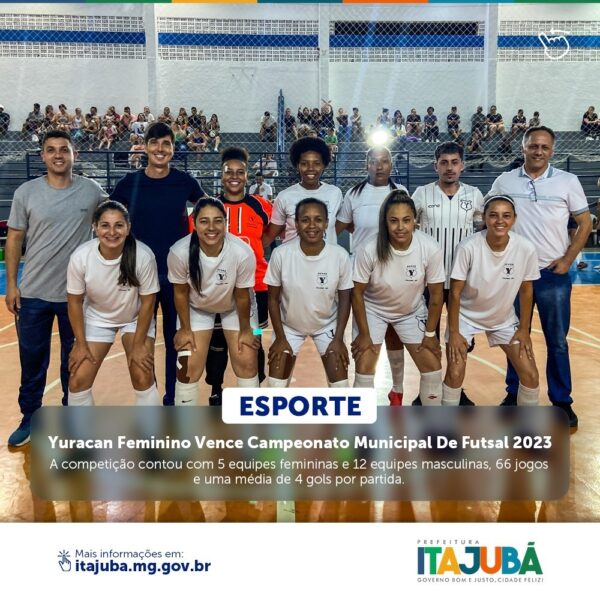 ESPORTE
Yuracan Feminino Vence Campeonato Municipal De Futsal 2023
A competição contou com 5 equipes femininas e 12 equipes masculinas, 66 jogos
e uma média de 4 gols por partida.
Mais informações em:
itajuba.mg.gov.br
PREFEITURA
ITAJUBÁ
GOVERNO BOM E JUSTO, CIDADE FELIZ!